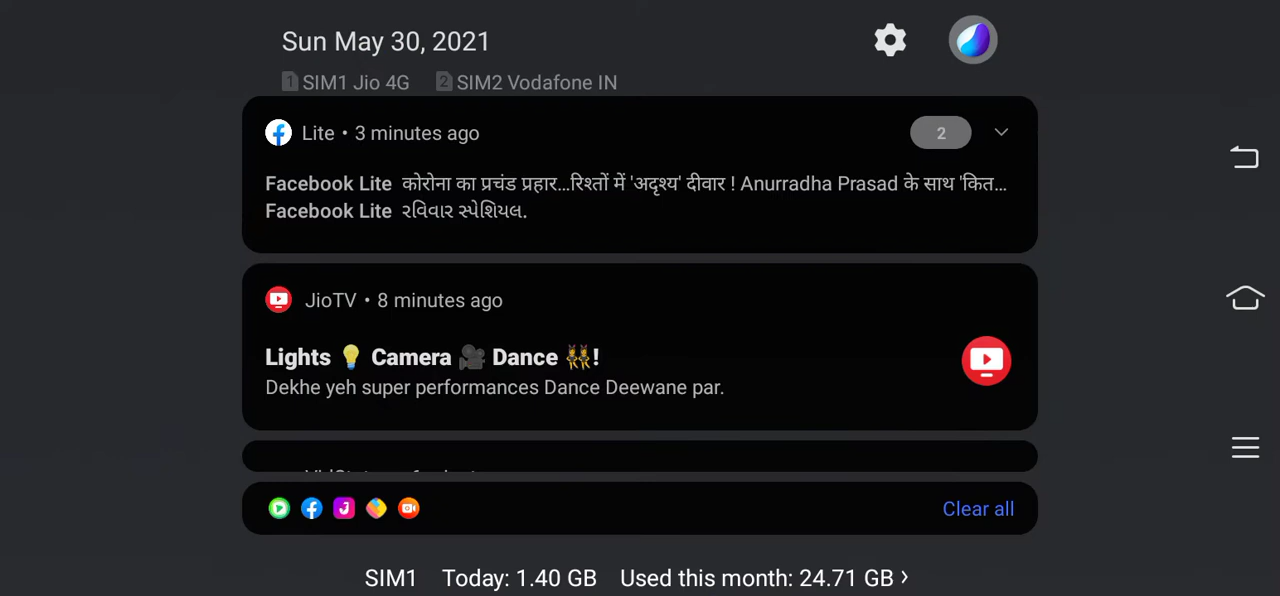 Sun May 30, 2021
1 SIM1 Jio 4G 2 SIM2 Vodafone IN
Lite • 3 minutes ago 2
Facebook Lite कोरोना का प्रचंड प्रहार...रिश्तों में 'अदृश्य' दीवार ! Anurradha Prasad के साथ 'कित...
Facebook Lite રવિવાર સ્પેશિયલ.
JioTV • 8 minutes ago
Lights 💡 Camera 🎥 Dance 👯!
Dekhe yeh super performances Dance Deewane par.
Clear all
SIM1 Today: 1.40 GB Used this month: 24.71 GB ›